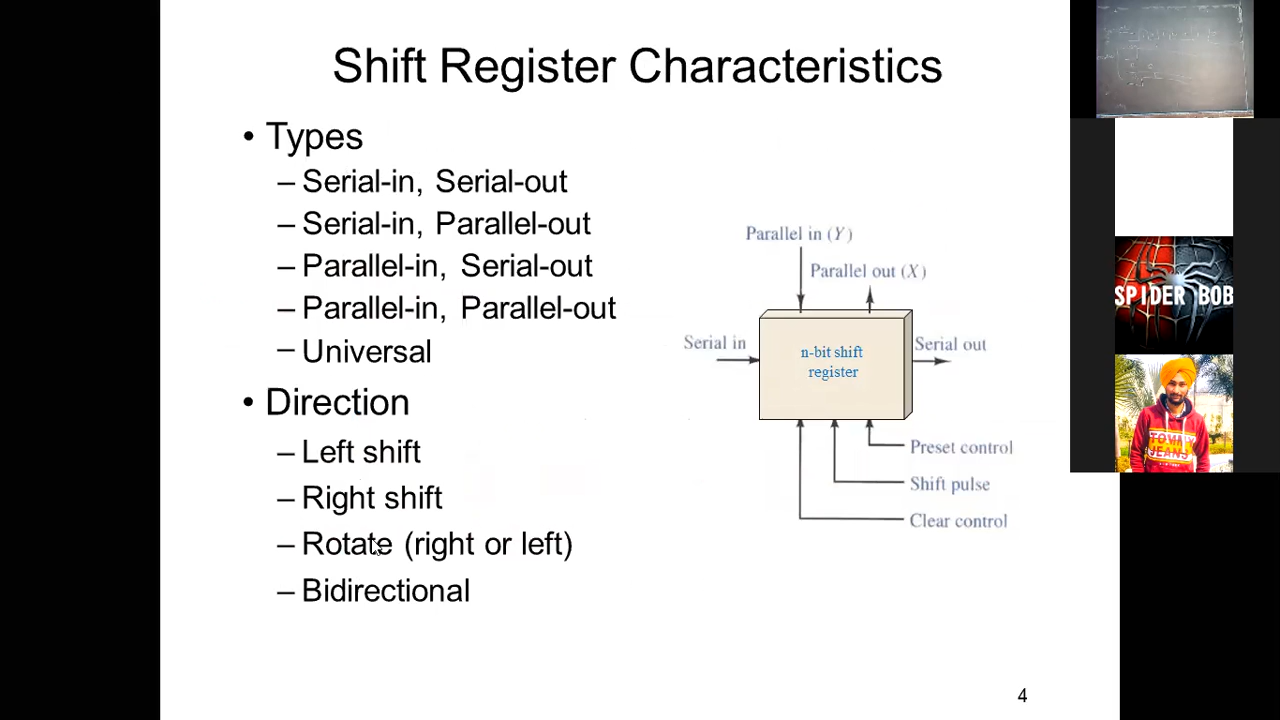 Shift Register Characteristics
• Types
– Serial-in, Serial-out
– Serial-in, Parallel-out
– Parallel-in, Serial-out
– Parallel-in, Parallel-out
– Universal
• Direction
– Left shift
– Right shift
– Rotate (right or left)
– Bidirectional
Parallel in (Y)
Parallel out (X)
Serial in
n-bit shift
register
Serial out
Preset control
Shift pulse
Clear control
4
SPIDER BOB
TOMMY
JEANS